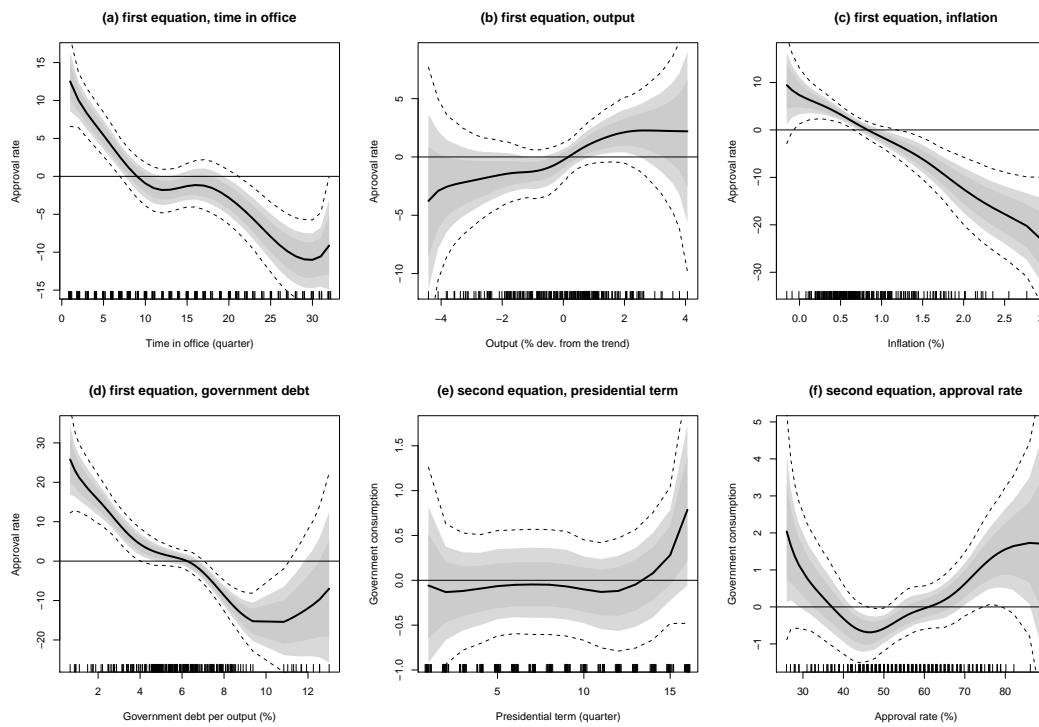 (a) first equation, time in office
Approval rate
15
10
5
0
−5
−10
−15
0 5 10 15 20 25 30
Time in office (quarter)
(b) first equation, output
Aprooval rate
5
0
−5
−10
−4 −2 0 2 4
Output (% dev. from the trend)
(c) first equation, inflation
Approval rate
10
0
−10
−20
−30
0.0 0.5 1.0 1.5 2.0 2.5
Inflation (%)
(d) first equation, government debt
Approval rate
30
20
10
0
−10
−20
2 4 6 8 10 12
Government debt per output (%)
(e) second equation, presidential term
Government consumption
1.5
1.0
0.5
0.0
−0.5
−1.0
5 10 15
Presidential term (quarter)
(f) second equation, approval rate
Government consumption
5
4
3
2
1
0
−1
30 40 50 60 70 80
Approval rate (%)